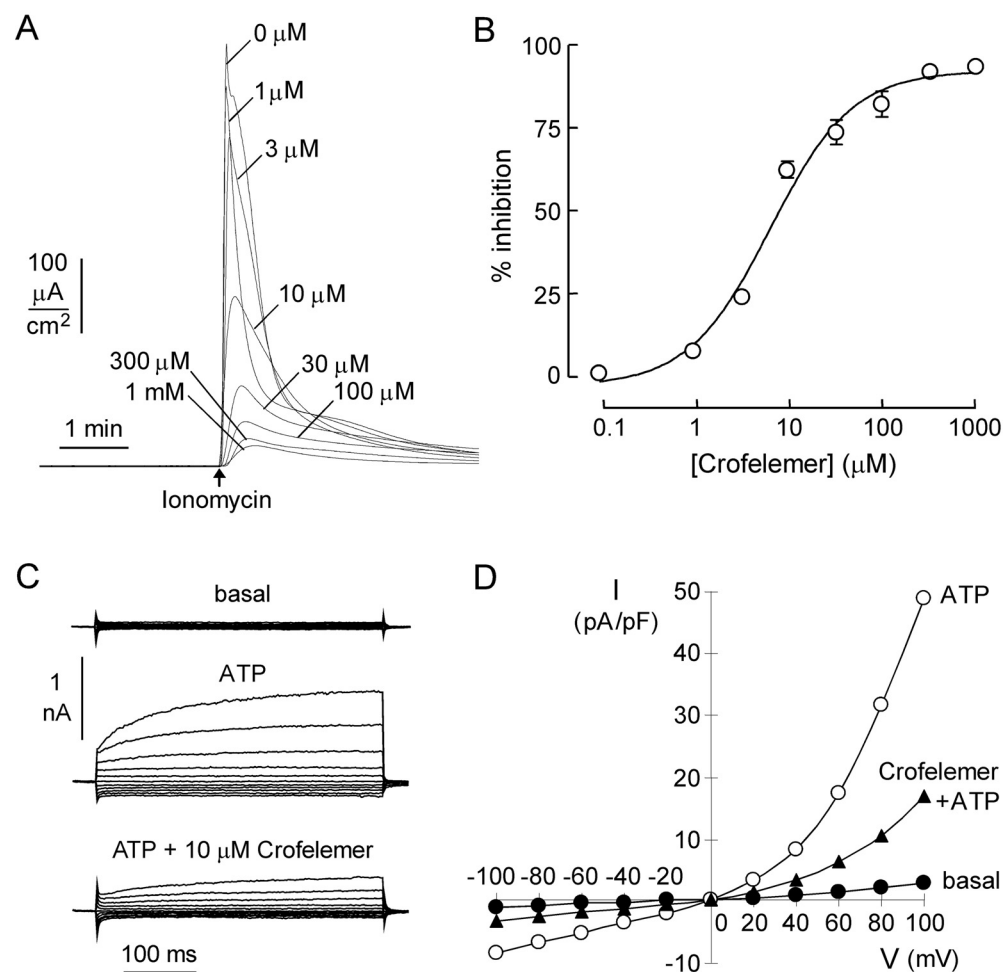 A
0 μM
1 μM
3 μM
10 μM
30 μM
100 μM
300 μM
1 mM
100
μA
cm2
1 min
Ionomycin
B
100
75
50
25
0
% inhibition
0.1 1 10 100 1000
[Crofelemer] (μM)
C
basal
1
nA
ATP
ATP + 10 μM Crofelemer
100 ms
D
I
(pA/pF)
50
40
30
20
10
-10
-100 -80 -60 -40 -20
0 20 40 60 80 100
V (mV)
ATP
Crofelemer
+ATP
basal